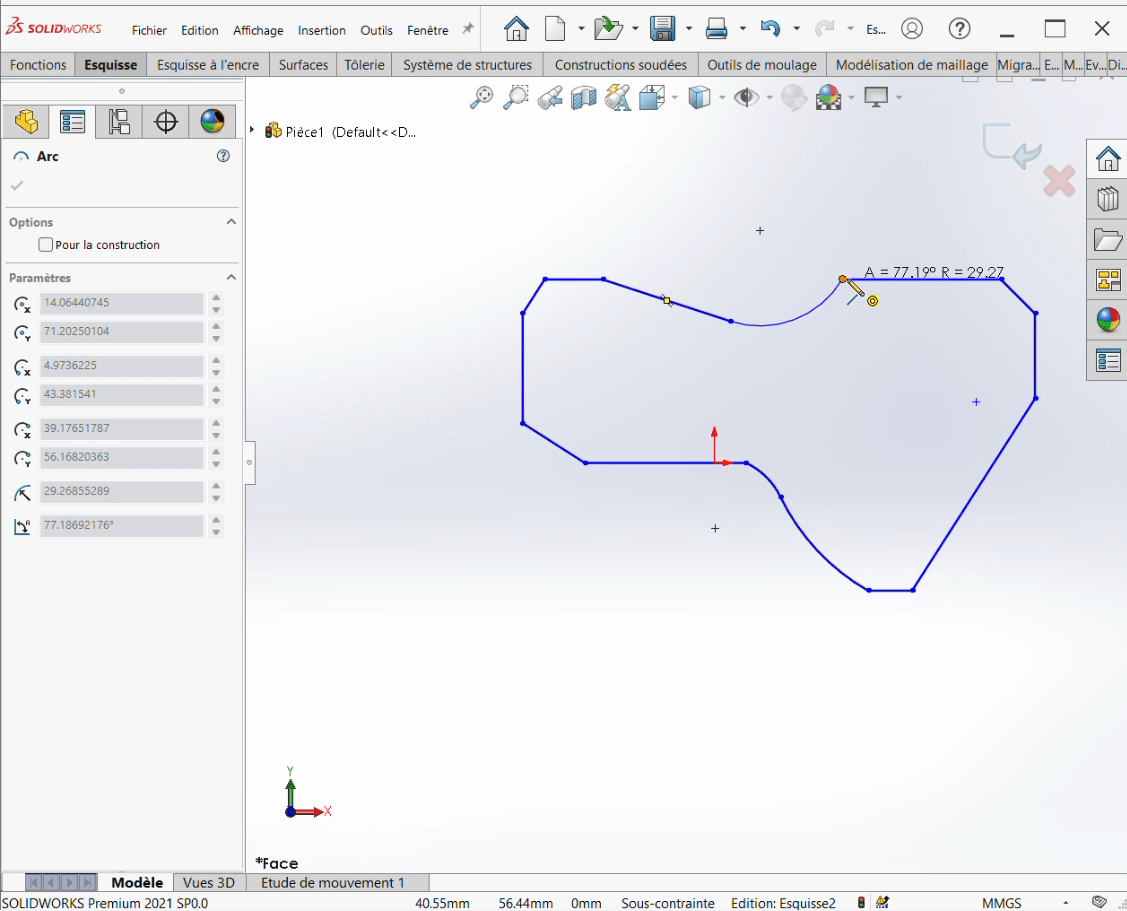 SOLIDWORKS Fichier Edition Affichage Insertion Outils Fenêtre Es...
Fonctions Esquisse Esquisse à l'encre Surfaces Tôlerie Système de structures Constructions soudées Outils de moulage Modélisation de maillage Migra... E... M... Ev... Di...
Pièce1 (Default<<D...
Arc
Options
Pour la construction
Paramètres
14.06440745
71.20250104
4.9736225
43.381541
39.17651787
56.16820363
29.26855289
77.18692176°
A = 77.19° R = 29.27
Y
X
*Face
Modèle Vues 3D Etude de mouvement 1
SOLIDWORKS Premium 2021 SP0.0 40.55mm 56.44mm 0mm Sous-contrainte Edition: Esquisse2 MMGS